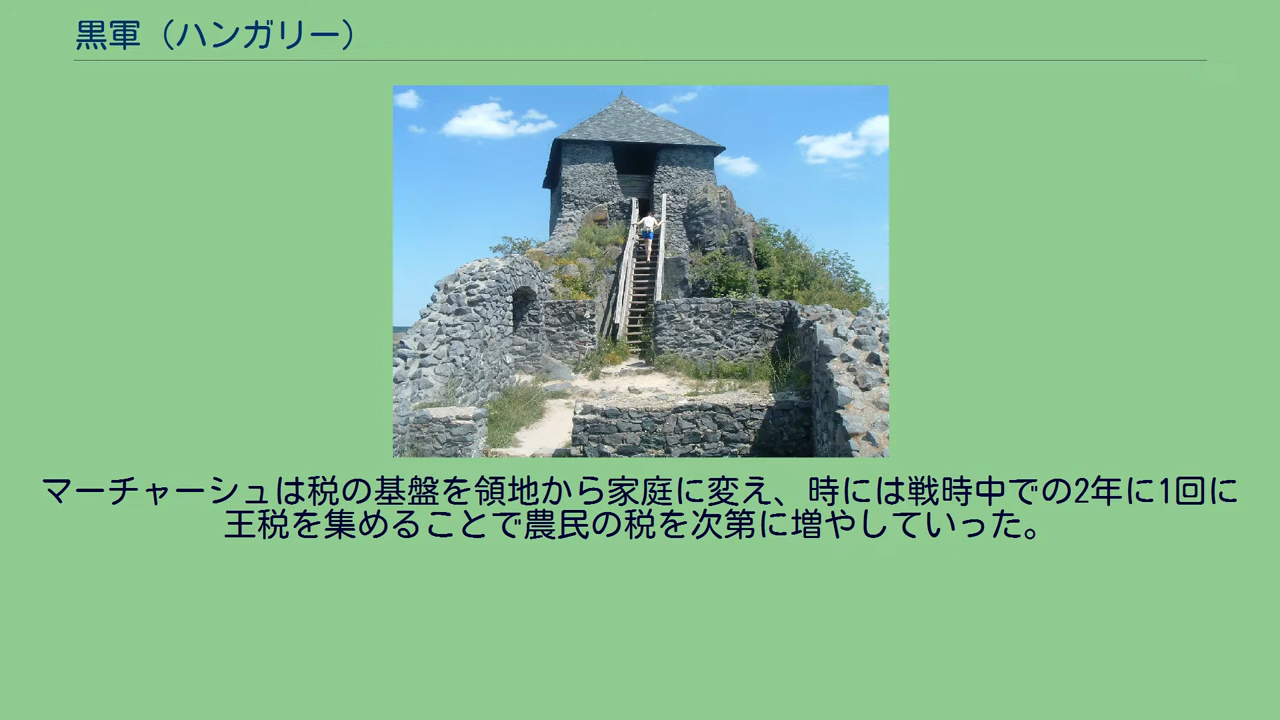 黒軍（ハンガリー）
マーチャーシュは税の基盤を領地から家庭に変え、時には戦時中での2年に1回に
王税を集めることで農民の税を次第に増やしていった。